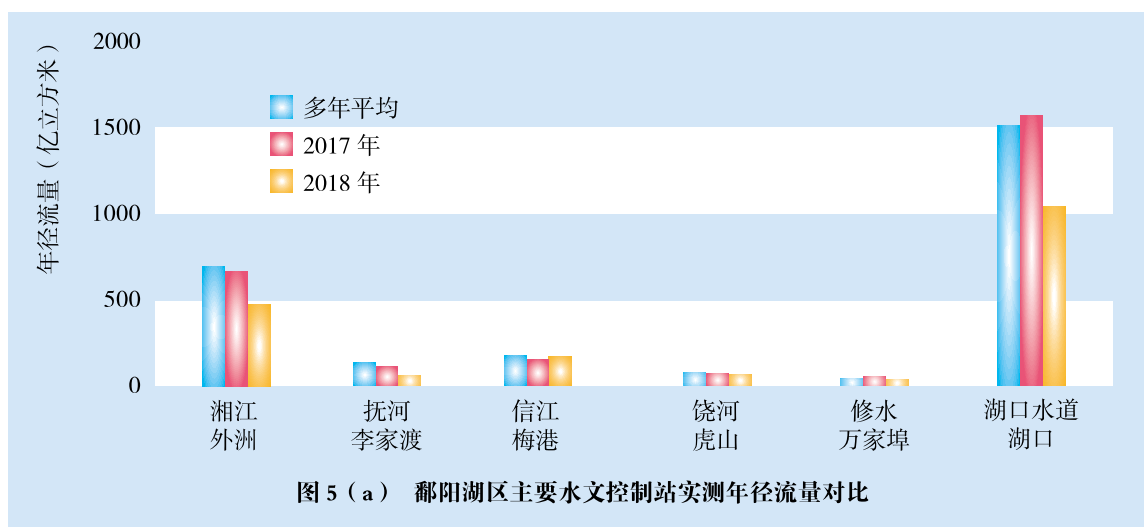 年径流量（亿立方米）
2000
1500
1000
500
0
多年平均
2017 年
2018 年
湘江
外洲
抚河
李家渡
信江
梅港
饶河
虎山
修水
万家埠
湖口水道
湖口
图 5（a） 鄱阳湖区主要水文控制站实测年径流量对比